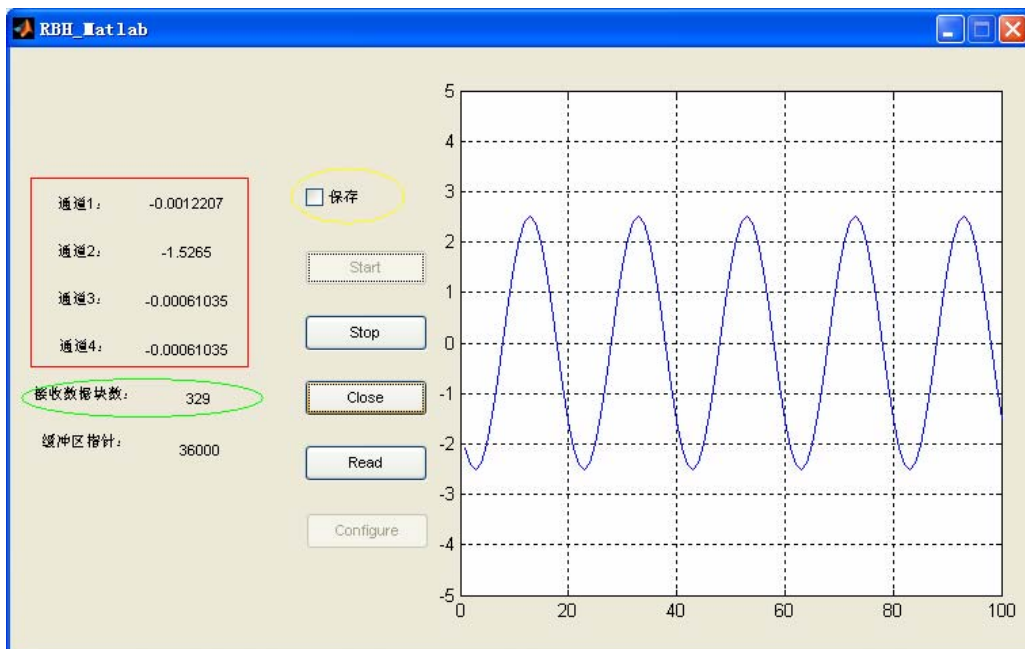 RBH_Matlab
通道1: -0.0012207
通道2: -1.5265
通道3: -0.00061035
通道4: -0.00061035
接收数据块数: 329
缓冲区指针: 36000
保存
Start
Stop
Close
Read
Configure
5
4
3
2
1
0
-1
-2
-3
-4
-5
0 20 40 60 80 100